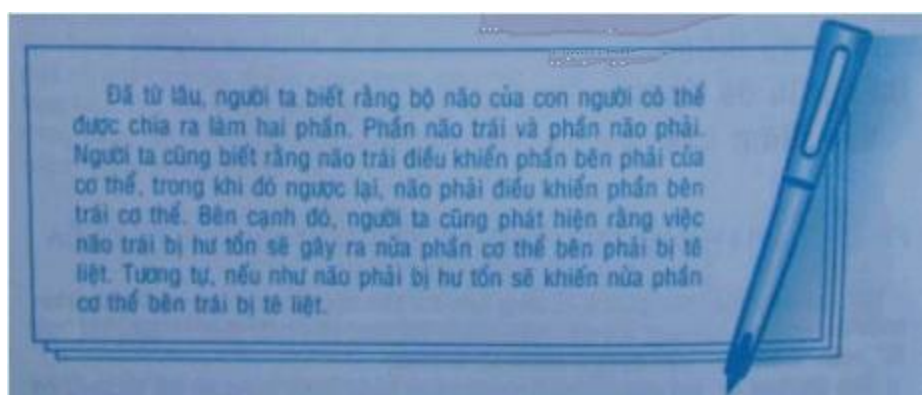 Đã từ lâu, người ta biết rằng bộ não của con người có thể
được chia ra làm hai phần. Phần não trái và phần não phải.
Người ta cũng biết rằng não trái điều khiển phần bên phải của
cơ thể, trong khi đó ngược lại, não phải điều khiển phần bên
trái cơ thể. Bên cạnh đó, người ta cũng phát hiện rằng việc
não trái bị hư tổn sẽ gây ra nửa phần cơ thể bên phải bị tê
liệt. Tương tự, nếu như não phải bị hư tổn sẽ khiến nửa phần
cơ thể bên trái bị tê liệt.